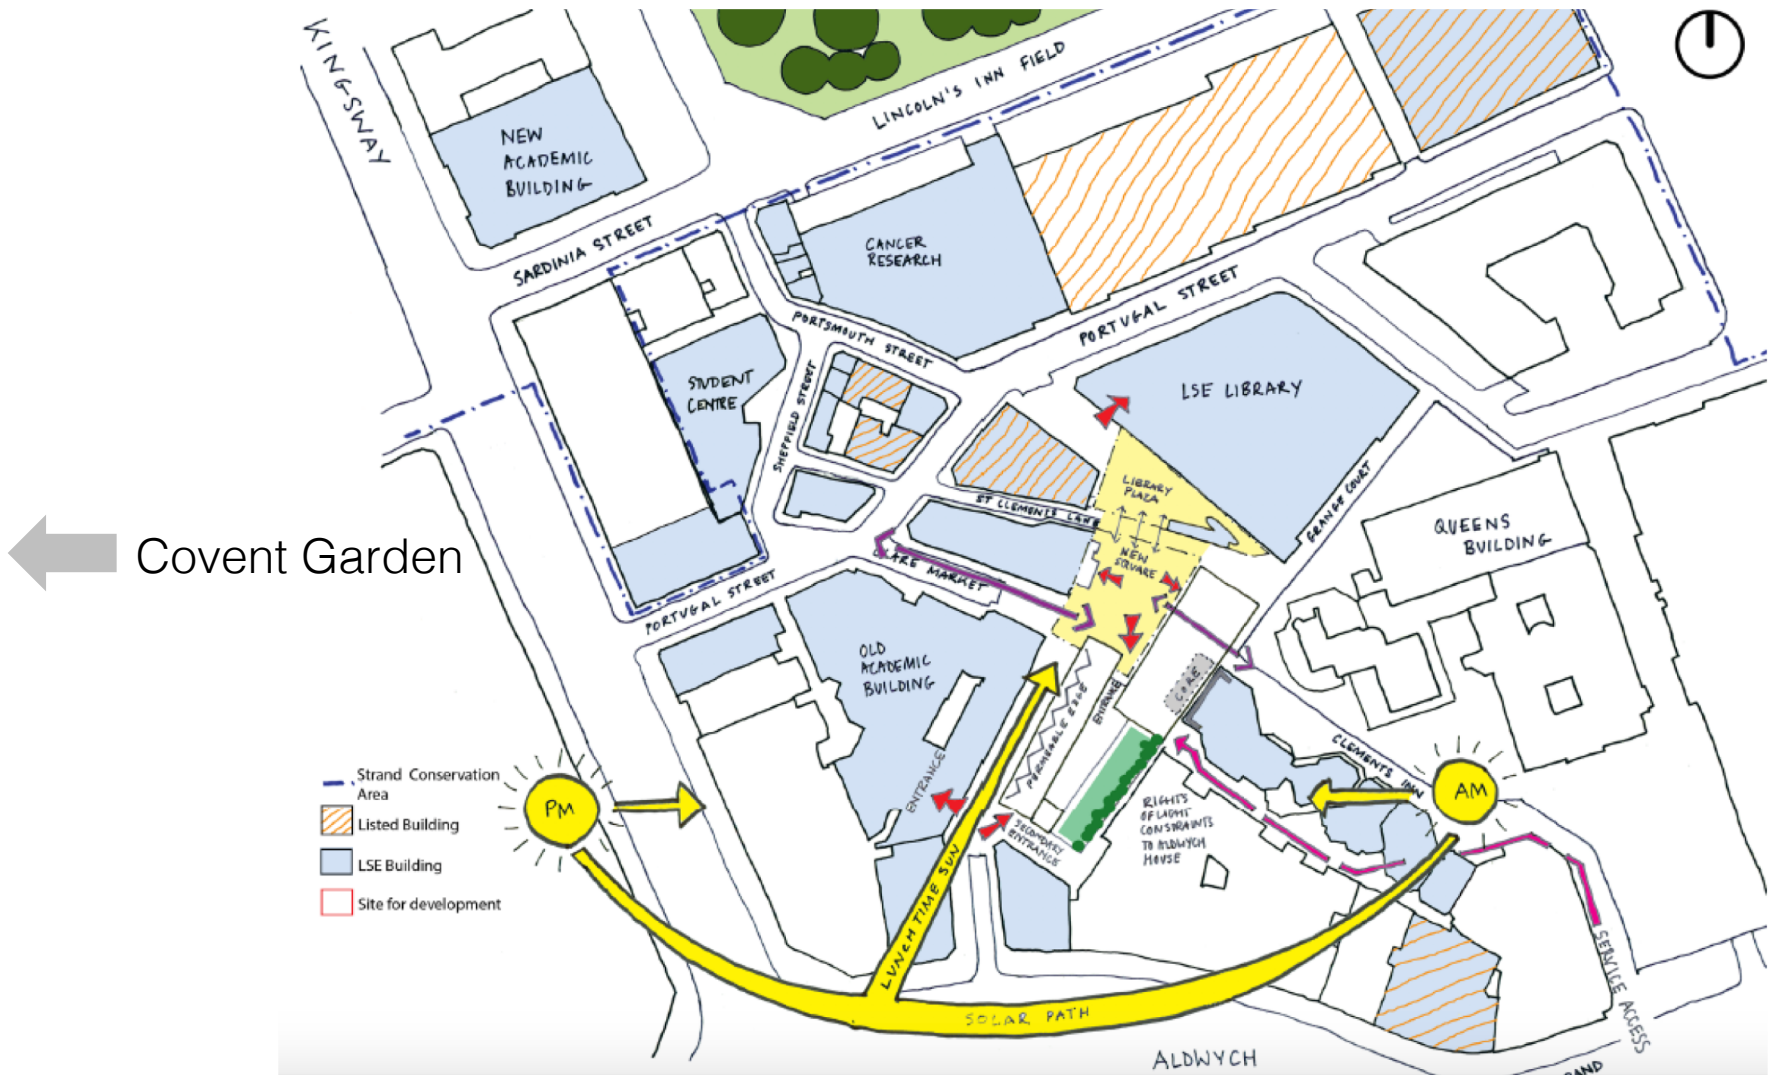 KINGSWAY
LINCOLN'S INN FIELD
NEW
ACADEMIC
BUILDING
SARDINIA STREET
CANCER
RESEARCH
PORTSMOUTH STREET
PORTUGAL STREET
STUDENT
CENTRE
SHEFFIELD STREET
LSE LIBRARY
LIBRARY
PLAZA
ST CLEMENTS LANE
GRANGE COURT
QUEENS
BUILDING
Covent Garden
NEW
SQUARE
CLARE MARKET
PORTUGAL STREET
OLD
ACADEMIC
BUILDING
CORE
ENTRANCE
PERMEABLE EDGE
CLEMENTS INN
Strand Conservation
Area
Listed Building
LSE Building
Site for development
PM
AM
ENTRANCE
RIGHTS
OF LIGHT
CONSTRAINTS
TO ALDWYCH
HOUSE
SECONDARY
ENTRANCE
LUNCHTIME SUN
SOLAR PATH
SERVICE ACCESS
ALDWYCH